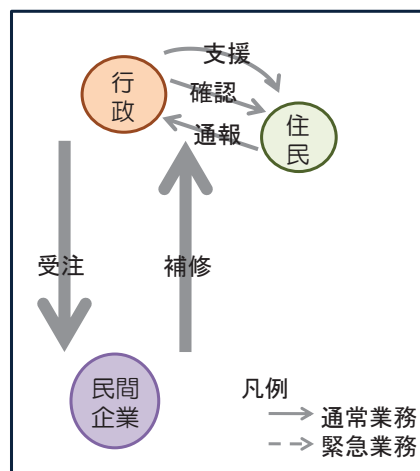 支援
行
政
確認
通報
住
民
受注
補修
民間
企業
凡例
通常業務
緊急業務